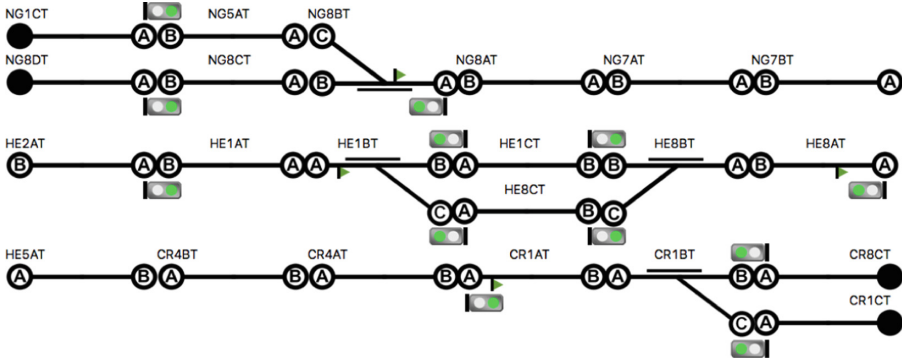 NG1CT NG5AT NG8BT
A B A C
NG8DT NG8CT NG8AT NG7AT NG7BT
A B A B A B A B A B A
HE2AT HE1AT HE1BT HE1CT HE8BT HE8AT
B A B A A B A B B A B A
HE8CT
C A B C
HE5AT CR4BT CR4AT CR1AT CR1BT CR8CT
A B A B A B A B A B A
CR1CT
C A